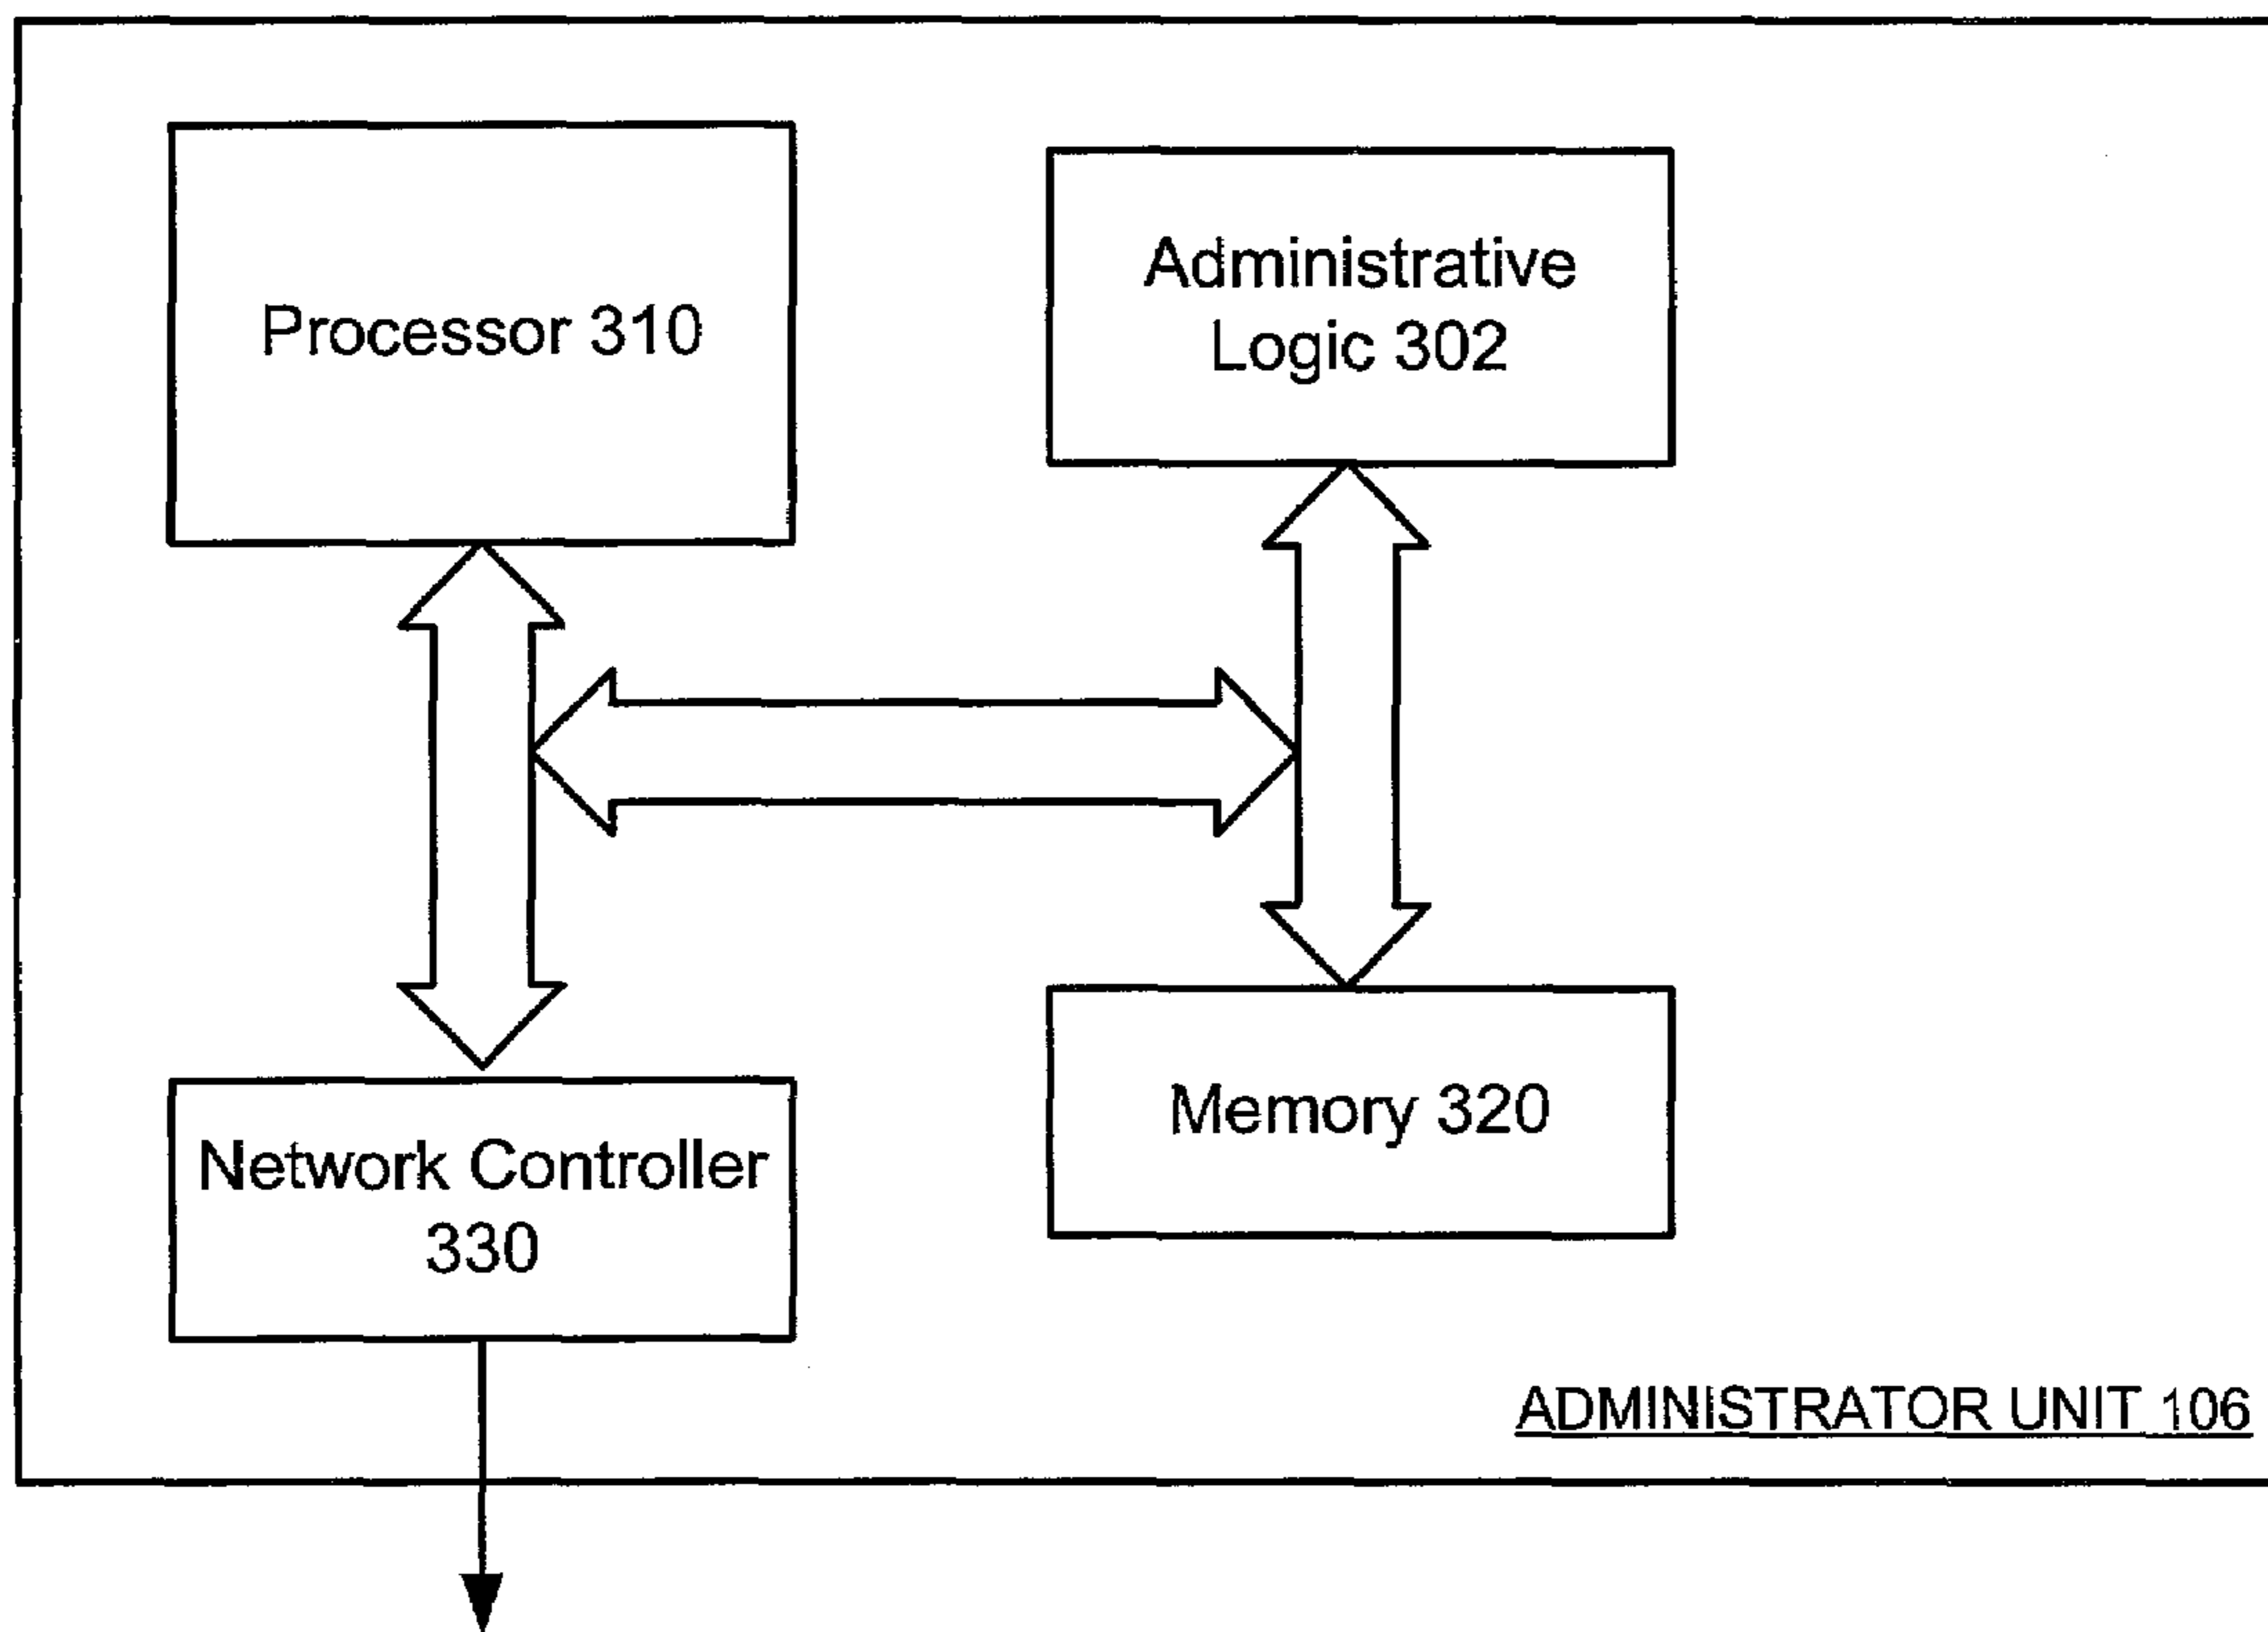 Processor 310
Administrative
Logic 302
Network Controller
330
Memory 320
ADMINISTRATOR UNIT 106